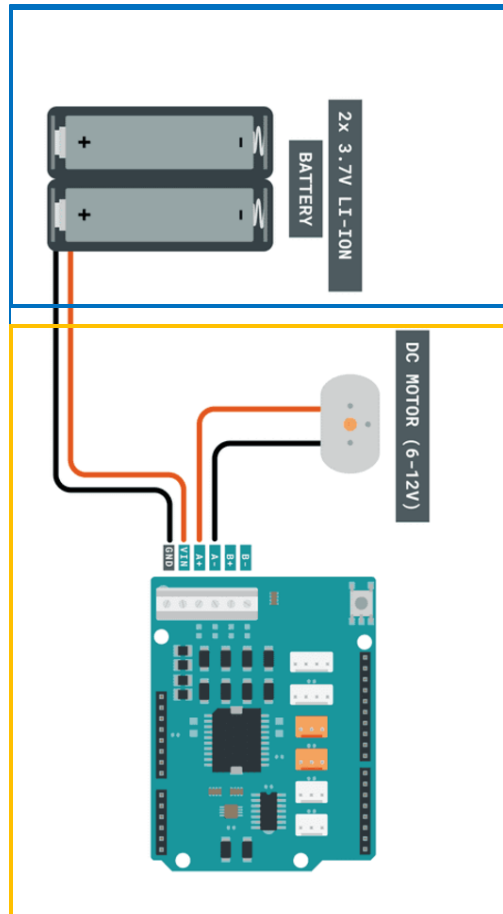 2x 3.7V LI-ION
BATTERY
+ -
+ -
DC MOTOR (6-12V)
GND
VIN
A+
A-
B+
B-